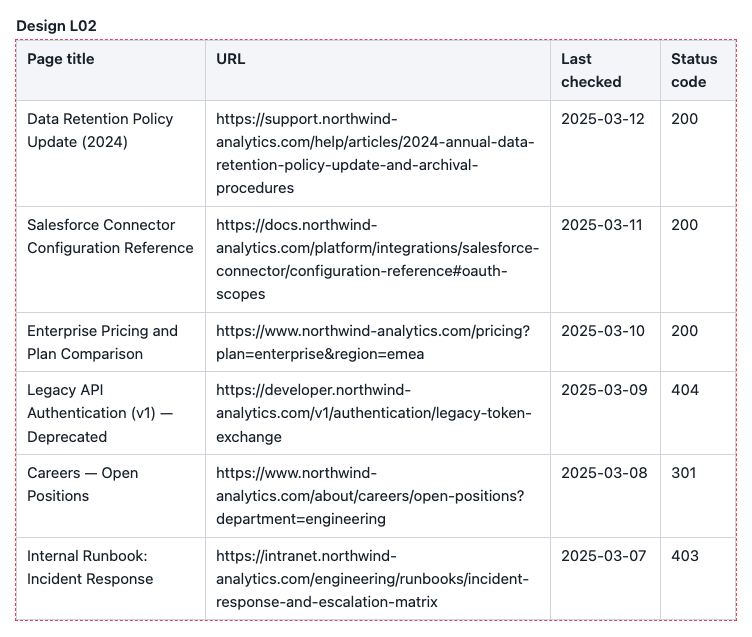 Design L02
Page title
URL
Last
checked
Status
code
Data Retention Policy
Update (2024)
https://support.northwind-
analytics.com/help/articles/2024-annual-data-
retention-policy-update-and-archival-
procedures
2025-03-12
200
Salesforce Connector
Configuration Reference
https://docs.northwind-
analytics.com/platform/integrations/salesforce-
connector/configuration-reference#oauth-
scopes
2025-03-11
200
Enterprise Pricing and
Plan Comparison
https://www.northwind-analytics.com/pricing?
plan=enterprise&region=emea
2025-03-10
200
Legacy API
Authentication (v1) —
Deprecated
https://developer.northwind-
analytics.com/v1/authentication/legacy-token-
exchange
2025-03-09
404
Careers — Open
Positions
https://www.northwind-
analytics.com/about/careers/open-positions?
department=engineering
2025-03-08
301
Internal Runbook:
Incident Response
https://intranet.northwind-
analytics.com/engineering/runbooks/incident-
response-and-escalation-matrix
2025-03-07
403